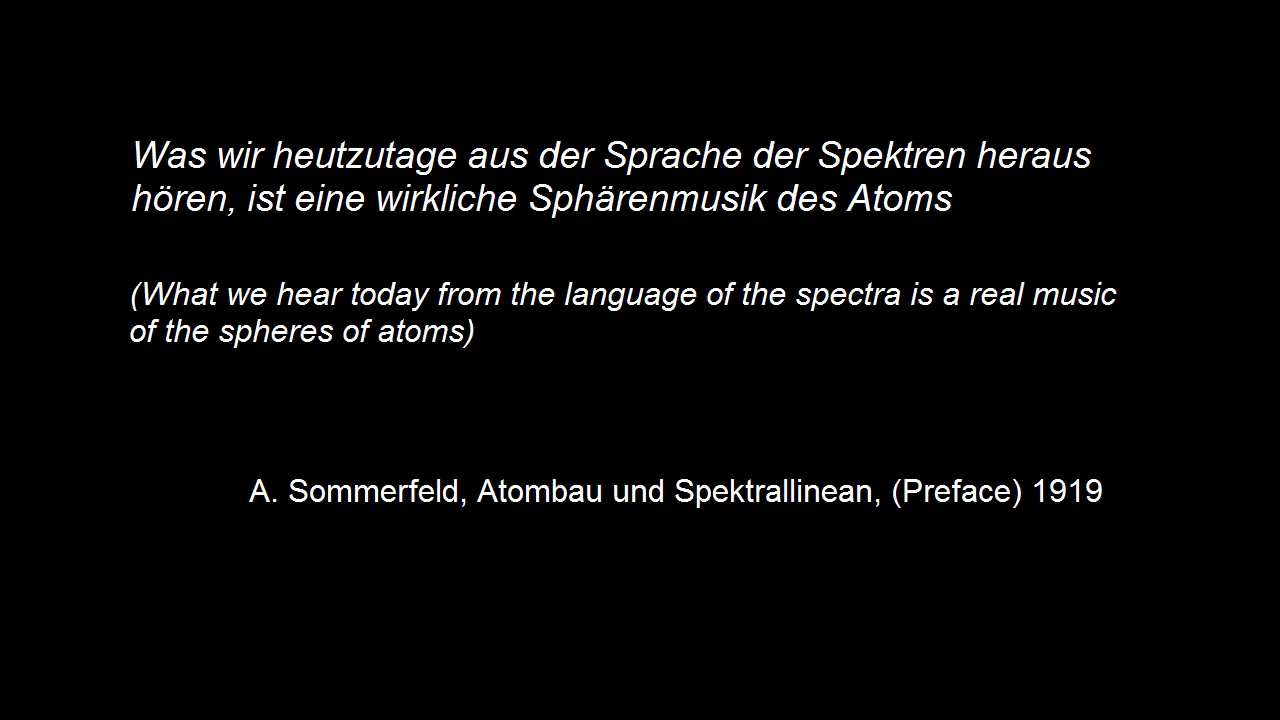 Was wir heutzutage aus der Sprache der Spektren heraus
hören, ist eine wirkliche Sphärenmusik des Atoms
(What we hear today from the language of the spectra is a real music
of the spheres of atoms)
A. Sommerfeld, Atombau und Spektrallinean, (Preface) 1919